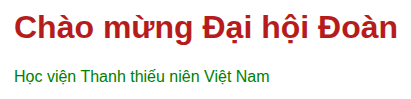 Chào mừng Đại hội Đoàn
Học viện Thanh thiếu niên Việt Nam